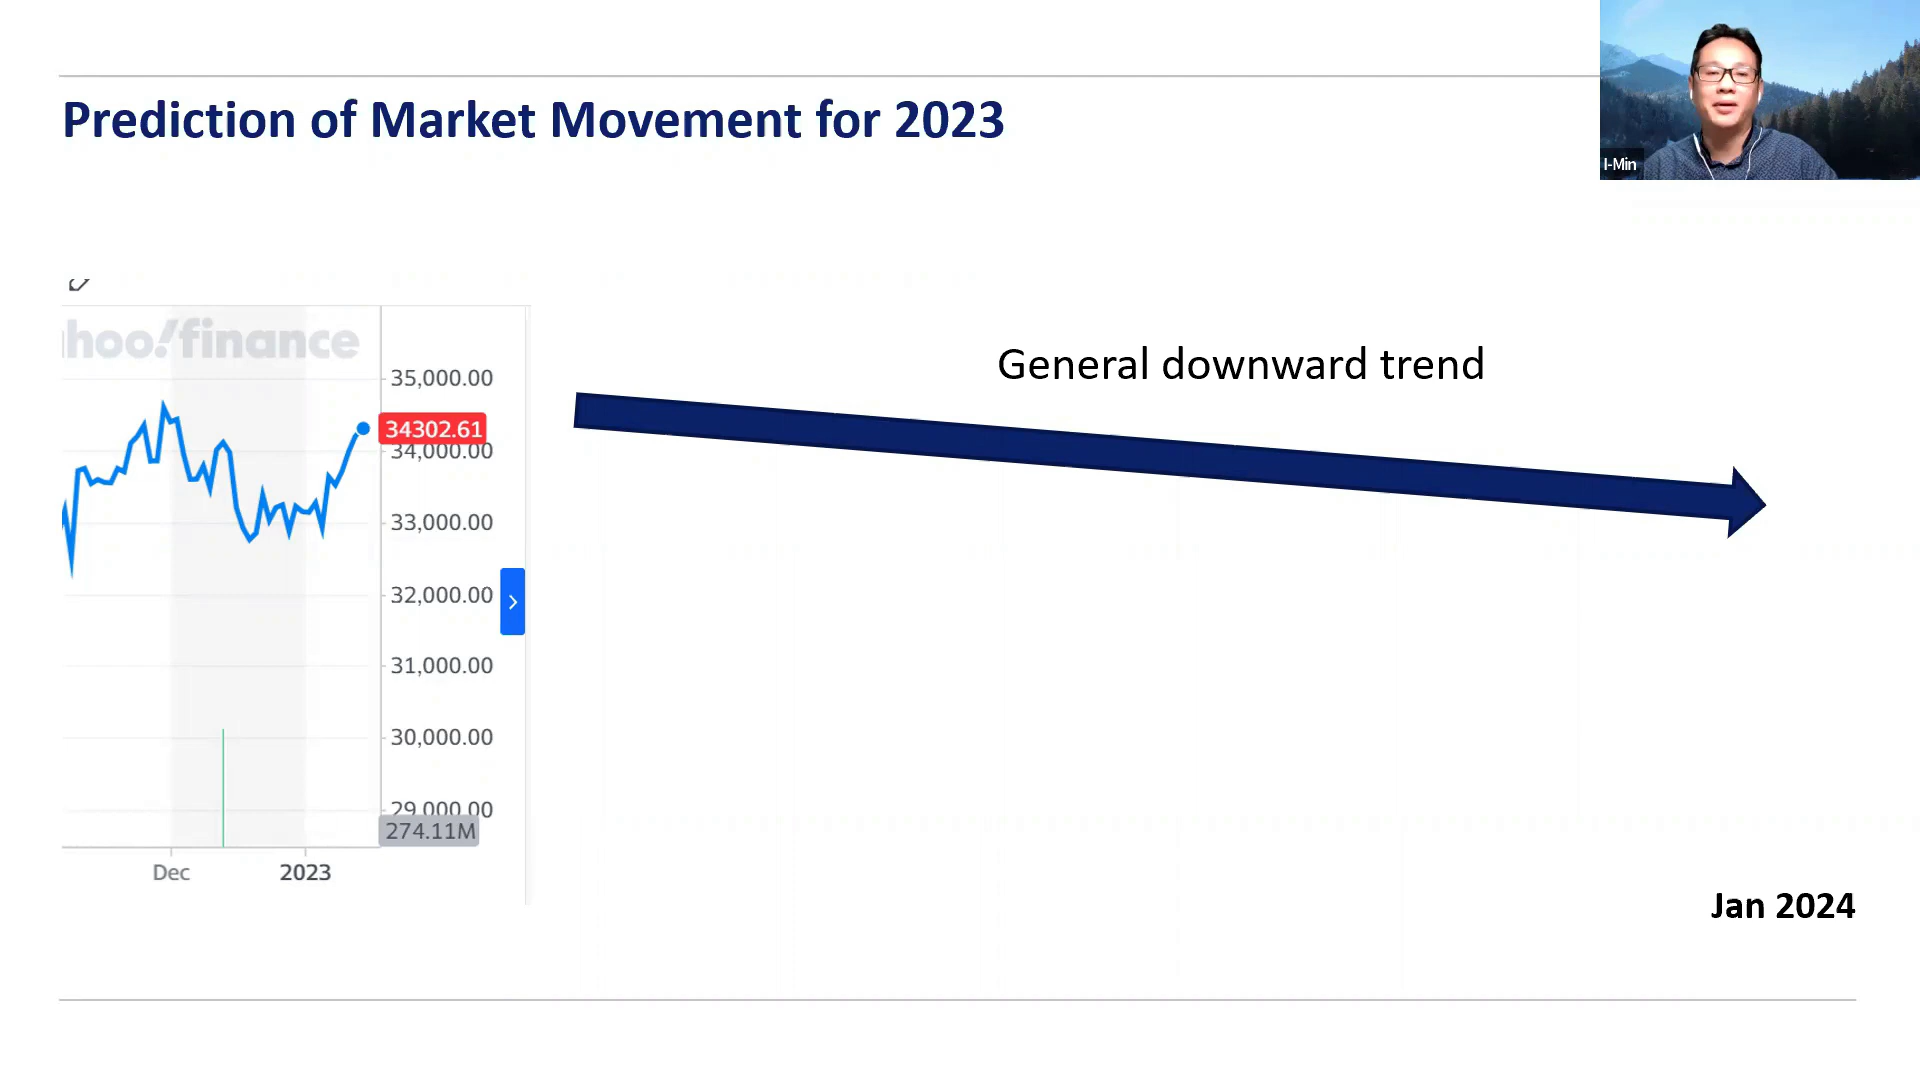 Prediction of Market Movement for 2023
I-Min
hoo!finance
35,000.00
34302.61
34,000.00
33,000.00
32,000.00
31,000.00
30,000.00
29,000.00
274.11M
Dec 2023
General downward trend
Jan 2024